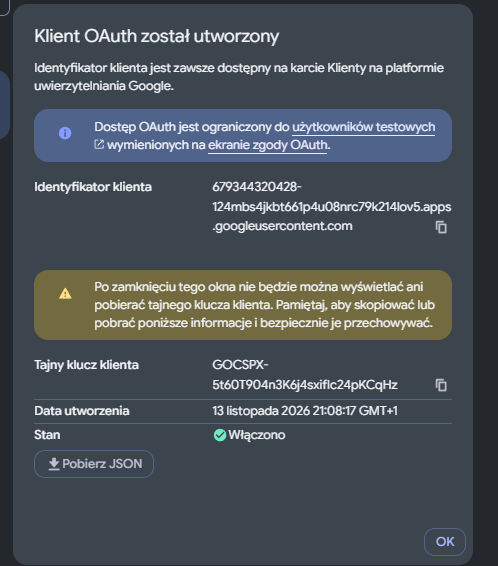 Klient OAuth został utworzony
Identyfikator klienta jest zawsze dostępny na karcie Klienty na platformie
uwierzytelniania Google.
Dostęp OAuth jest ograniczony do użytkowników testowych
wymienionych na ekranie zgody OAuth.
Identyfikator klienta
679344320428-
124mbs4jkbt661p4u08nrc79k214lov5.apps
.googleusercontent.com
Po zamknięciu tego okna nie będzie można wyświetlać ani
pobierać tajnego klucza klienta. Pamiętaj, aby skopiować lub
pobrać poniższe informacje i bezpiecznie je przechowywać.
Tajny klucz klienta
GOCSPX-
5t60T904n3K6j4sxiflc24pKCqHz
Data utworzenia 13 listopada 2026 21:08:17 GMT+1
Stan Włączono
Pobierz JSON
OK